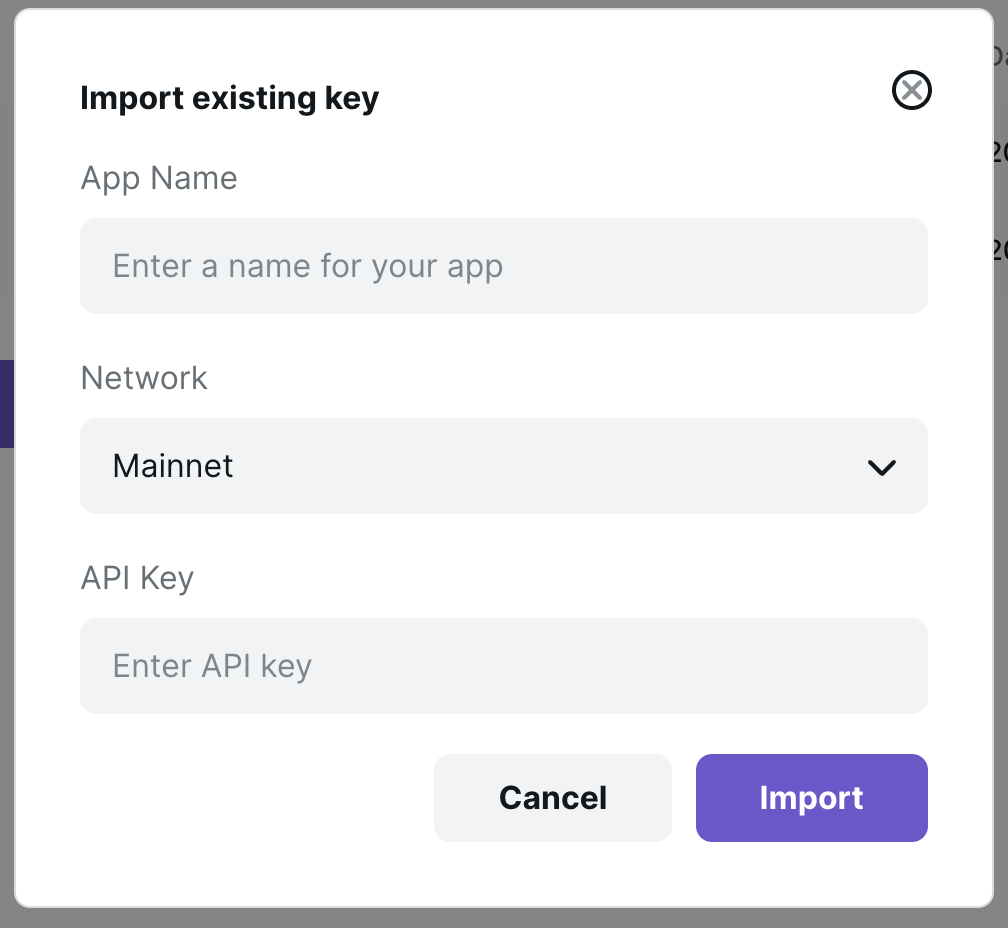 Import existing key
App Name
Enter a name for your app
Network
Mainnet
API Key
Enter API key
Cancel
Import